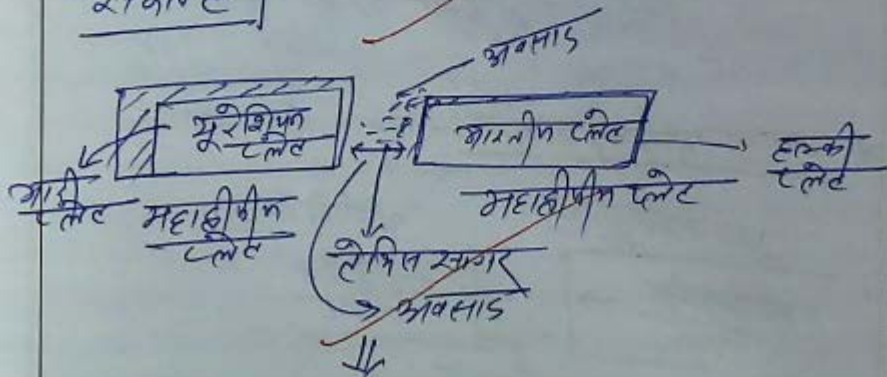 अवसाद
यूरेशियन
प्लेट
भारतीय प्लेट
हल्की
प्लेट
भारी
प्लेट
महाद्वीपीय
प्लेट
महाद्वीपीय प्लेट
टेथिस सागर
अवसाद